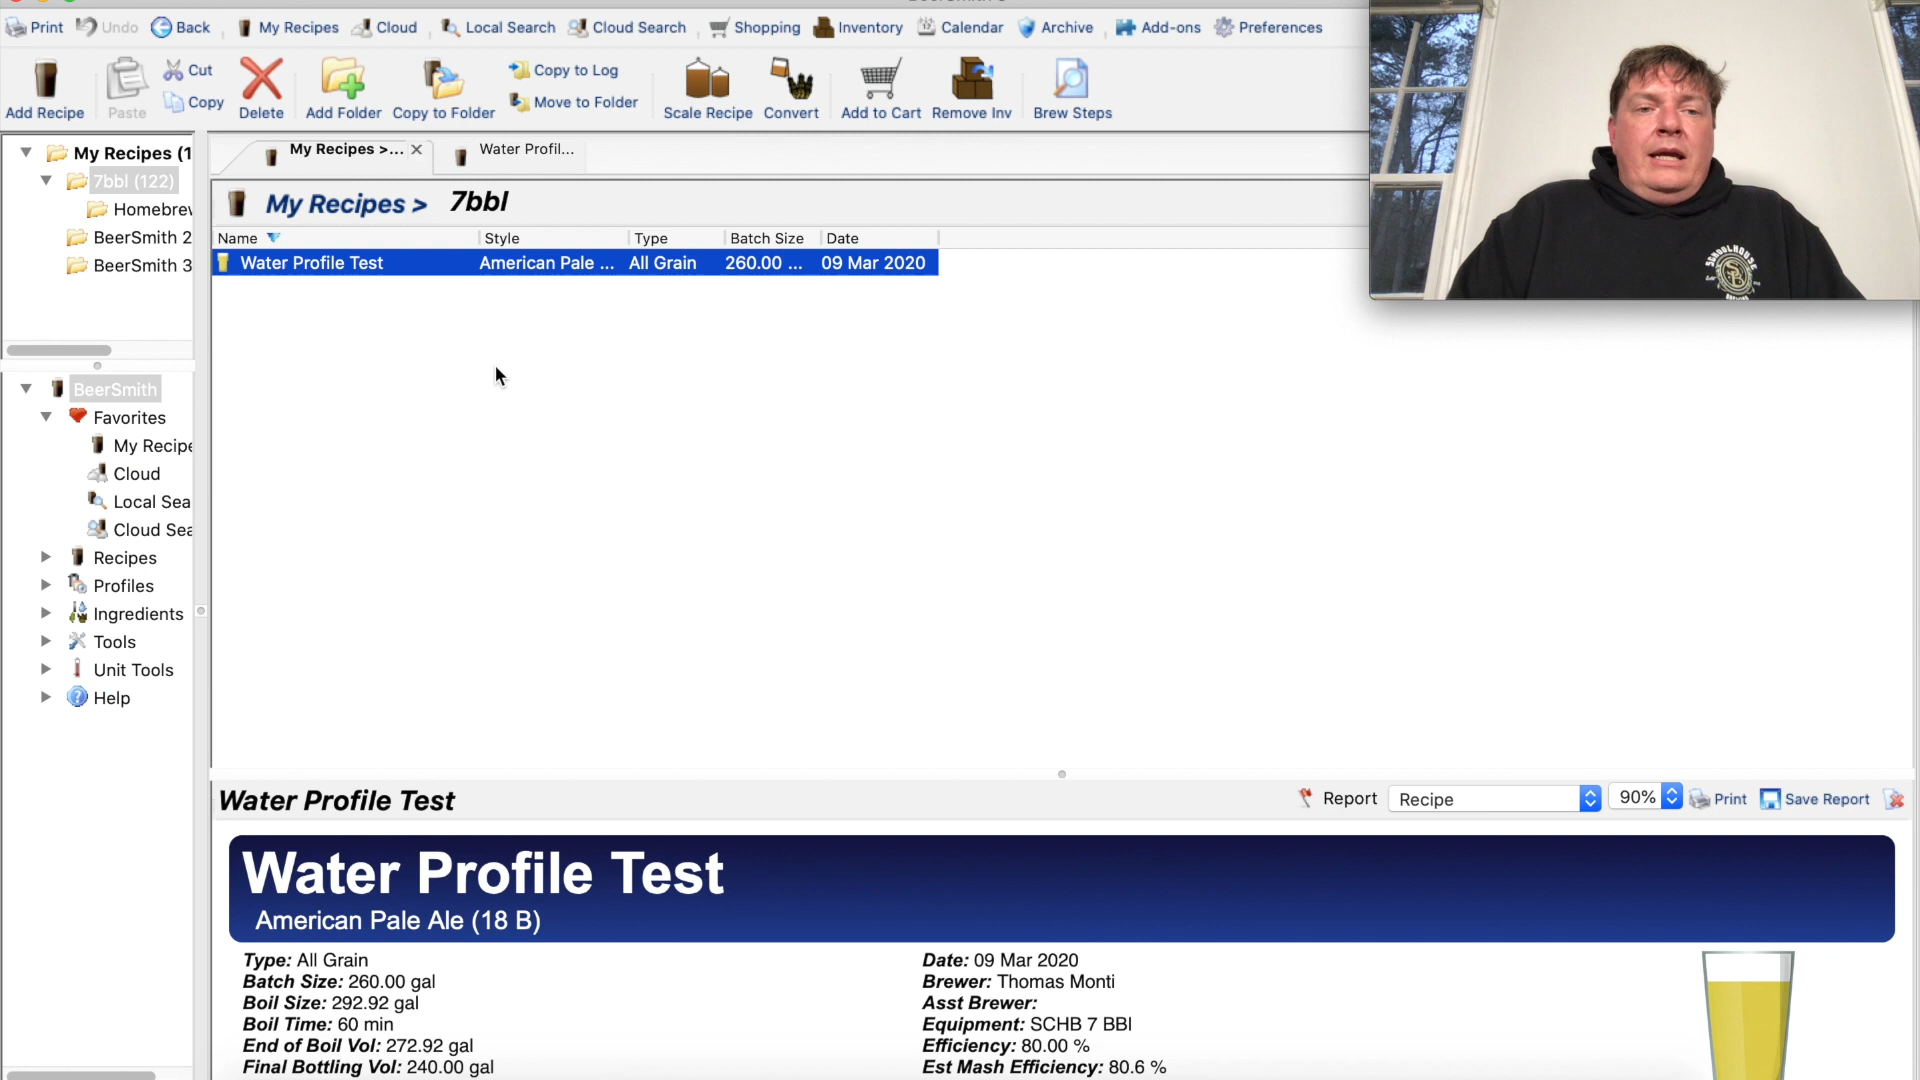 Print Undo Back My Recipes Cloud Local Search Cloud Search Shopping Inventory Calendar Archive Add-ons Preferences
Add Recipe Paste Cut Copy Delete Add Folder Copy to Folder Copy to Log Move to Folder Scale Recipe Convert Add to Cart Remove Inv Brew Steps
My Recipes (1
7bbl (122)
Homebrew
BeerSmith 2
BeerSmith 3
BeerSmith
Favorites
My Recipe
Cloud
Local Sea
Cloud Sea
Recipes
Profiles
Ingredients
Tools
Unit Tools
Help
My Recipes >... Water Profil...
My Recipes > 7bbl
Name Style Type Batch Size Date
Water Profile Test American Pale ... All Grain 260.00 ... 09 Mar 2020
SCHOOLHOUSE
SB
BREWING
Water Profile Test Report Recipe 90% Print Save Report
Water Profile Test
American Pale Ale (18 B)
Type: All Grain
Batch Size: 260.00 gal
Boil Size: 292.92 gal
Boil Time: 60 min
End of Boil Vol: 272.92 gal
Final Bottling Vol: 240.00 gal
Date: 09 Mar 2020
Brewer: Thomas Monti
Asst Brewer:
Equipment: SCHB 7 BBl
Efficiency: 80.00 %
Est Mash Efficiency: 80.6 %